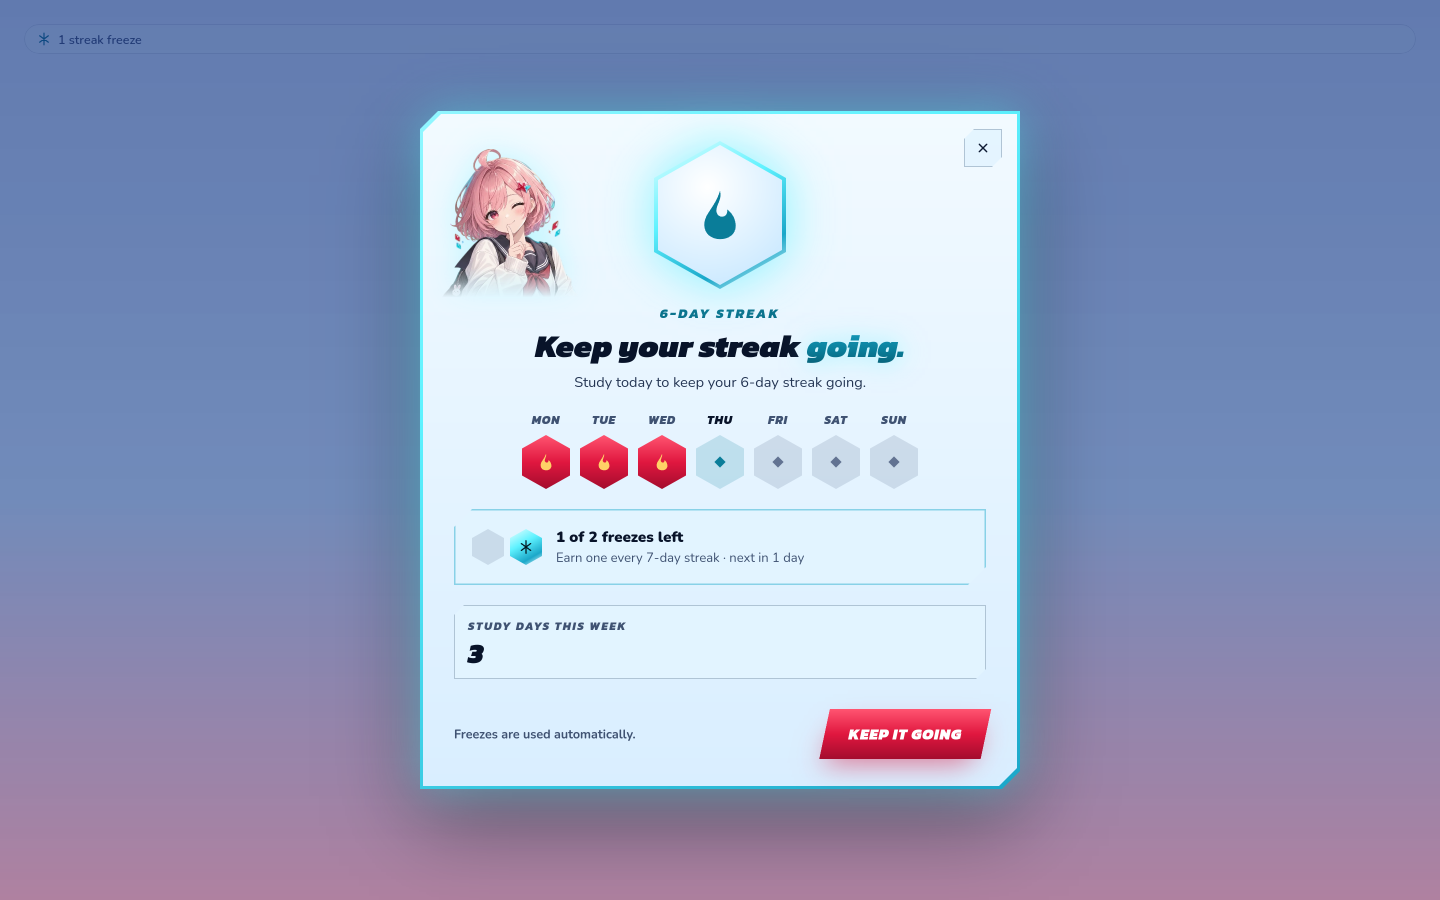 1 streak freeze
6-DAY STREAK
Keep your streak going.
Study today to keep your 6-day streak going.
MON TUE WED THU FRI SAT SUN
1 of 2 freezes left
Earn one every 7-day streak · next in 1 day
STUDY DAYS THIS WEEK
3
Freezes are used automatically.
KEEP IT GOING